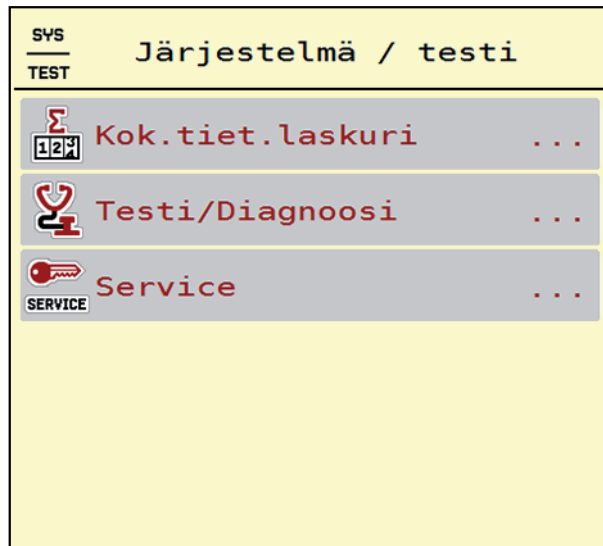 SYS
TEST
Järjestelmä / testi
Kok.tiet.laskuri ...
Testi/Diagnoosi ...
SERVICE
Service ...